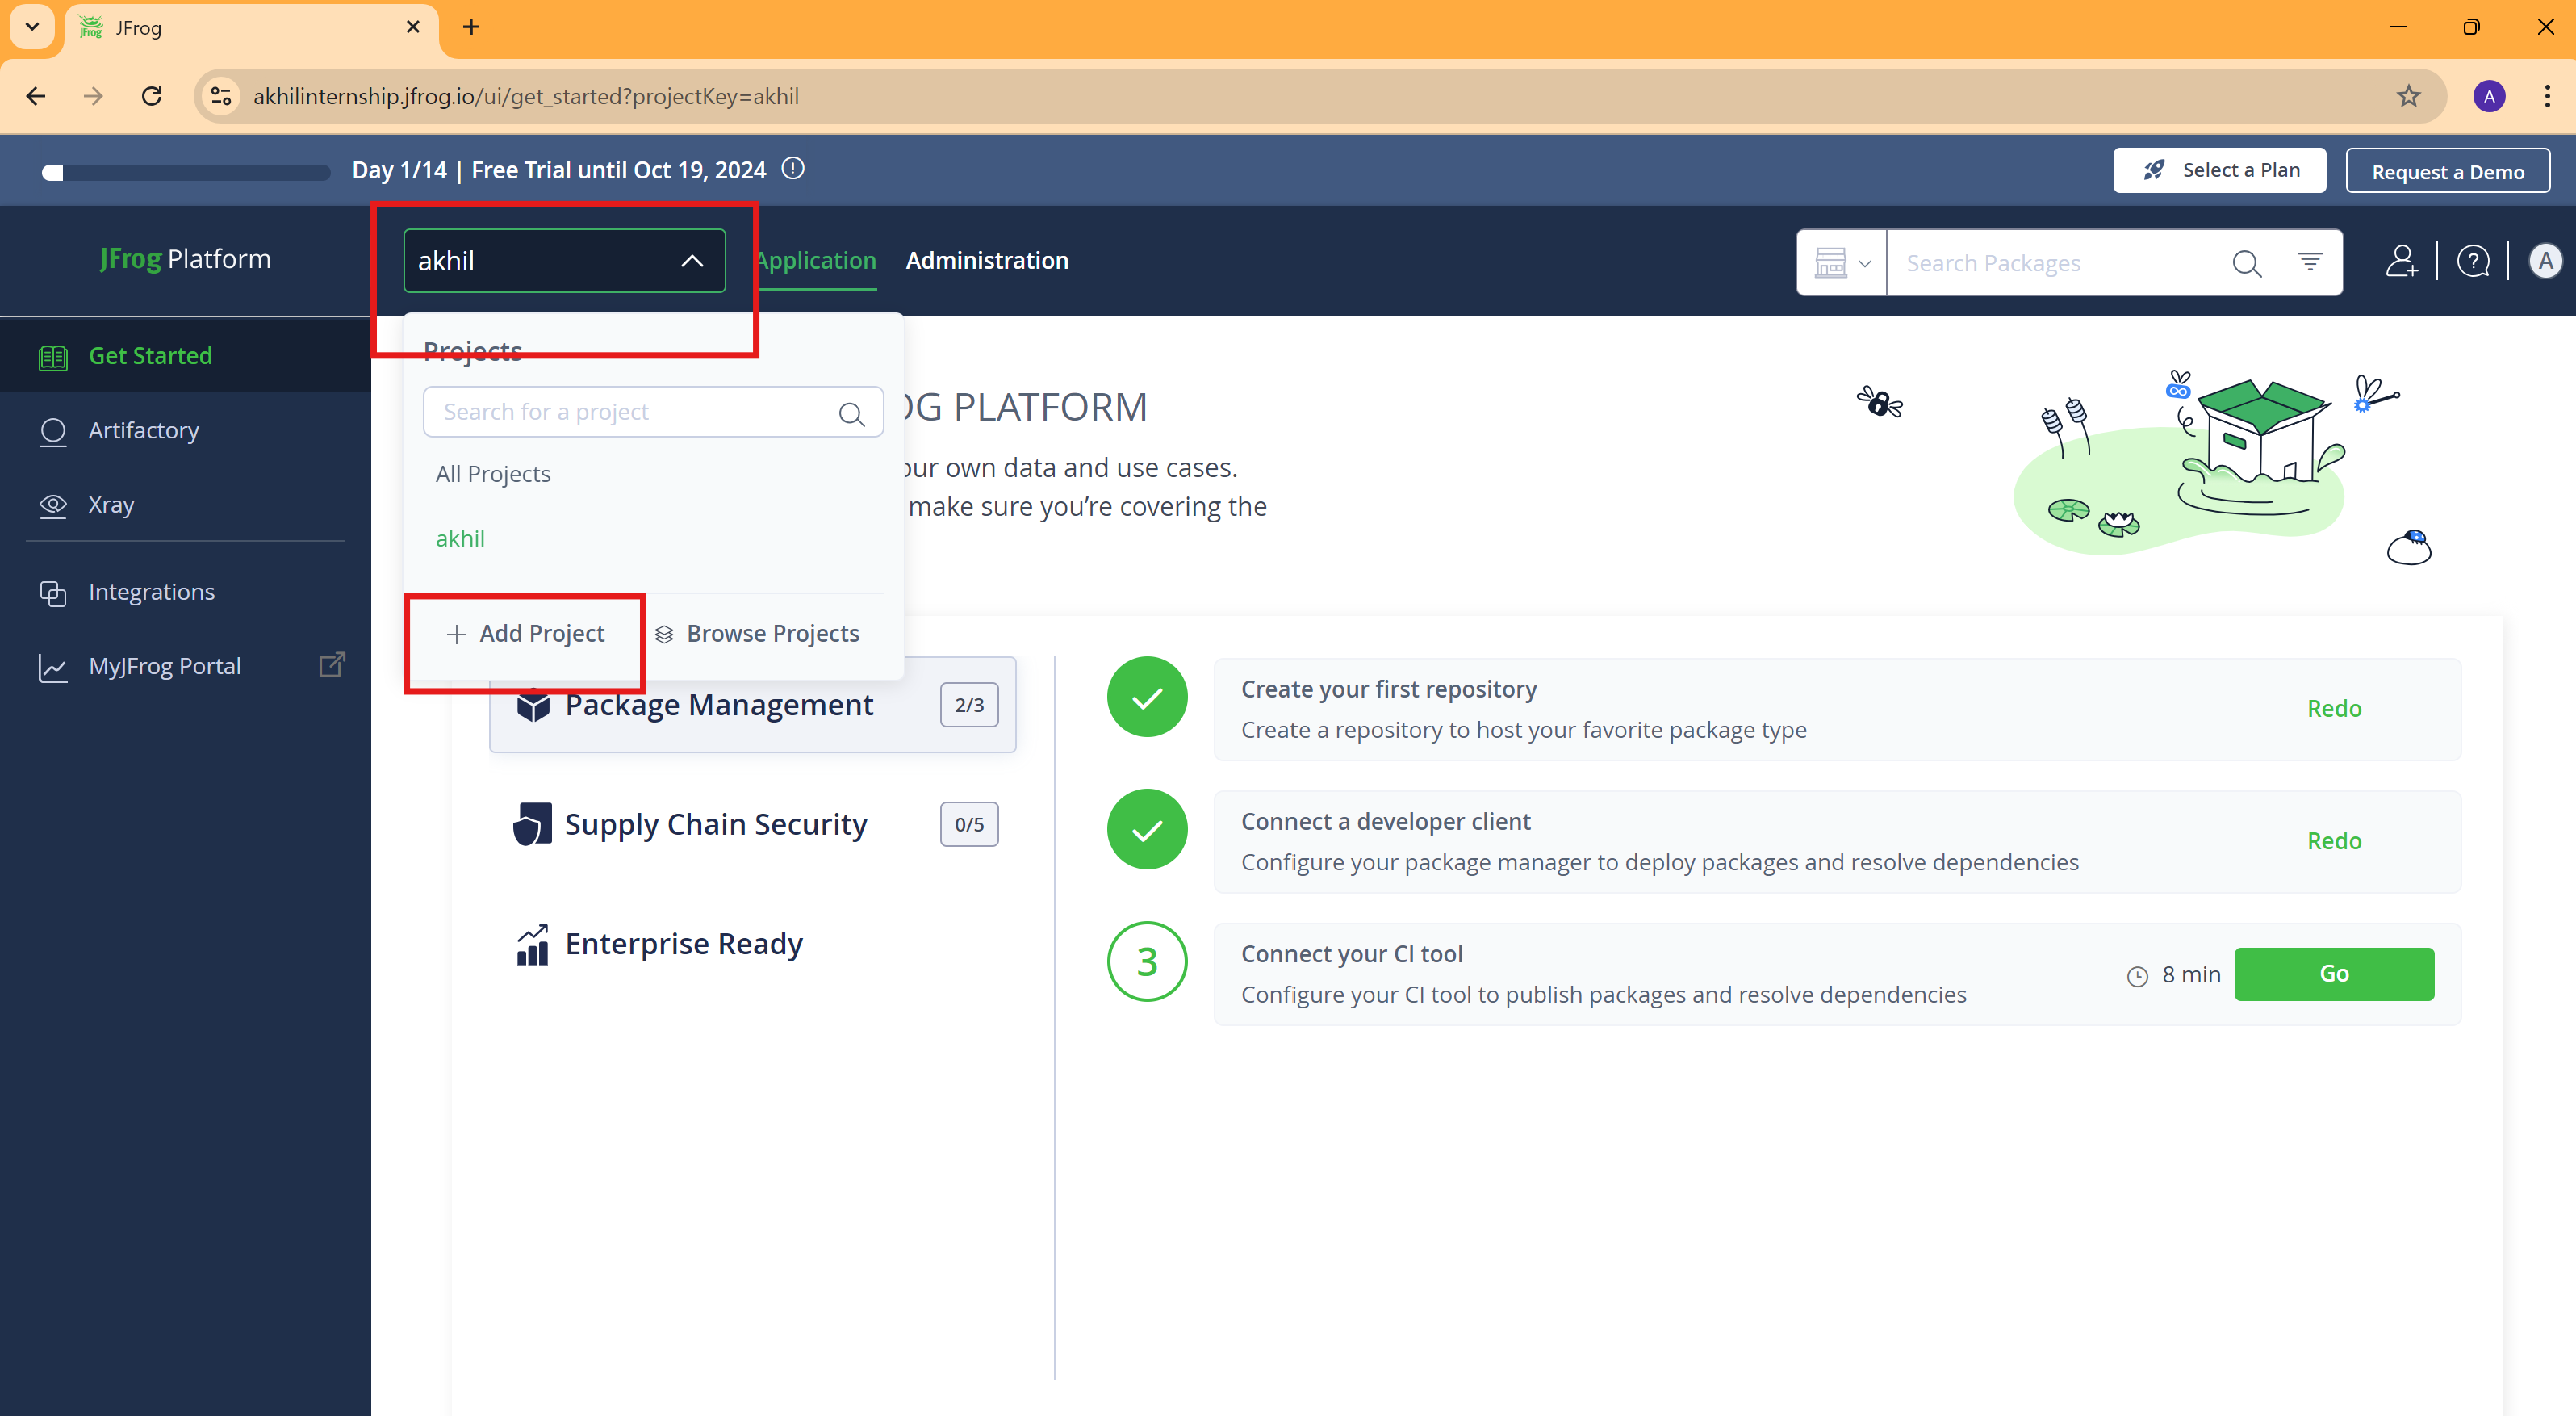 JFrog
akhilinternship.jfrog.io/ui/get_started?projectKey=akhil
A
Day 1/14 | Free Trial until Oct 19, 2024
Select a Plan
Request a Demo
JFrog Platform
akhil
Application
Administration
Search Packages
A
Get Started
Artifactory
Xray
Integrations
MyJFrog Portal
Projects
Search for a project
All Projects
akhil
Add Project
Browse Projects
OG PLATFORM
our own data and use cases.
make sure you're covering the
Package Management
2/3
Supply Chain Security
0/5
Enterprise Ready
Create your first repository
Create a repository to host your favorite package type
Redo
Connect a developer client
Configure your package manager to deploy packages and resolve dependencies
Redo
3
Connect your CI tool
Configure your CI tool to publish packages and resolve dependencies
8 min
Go